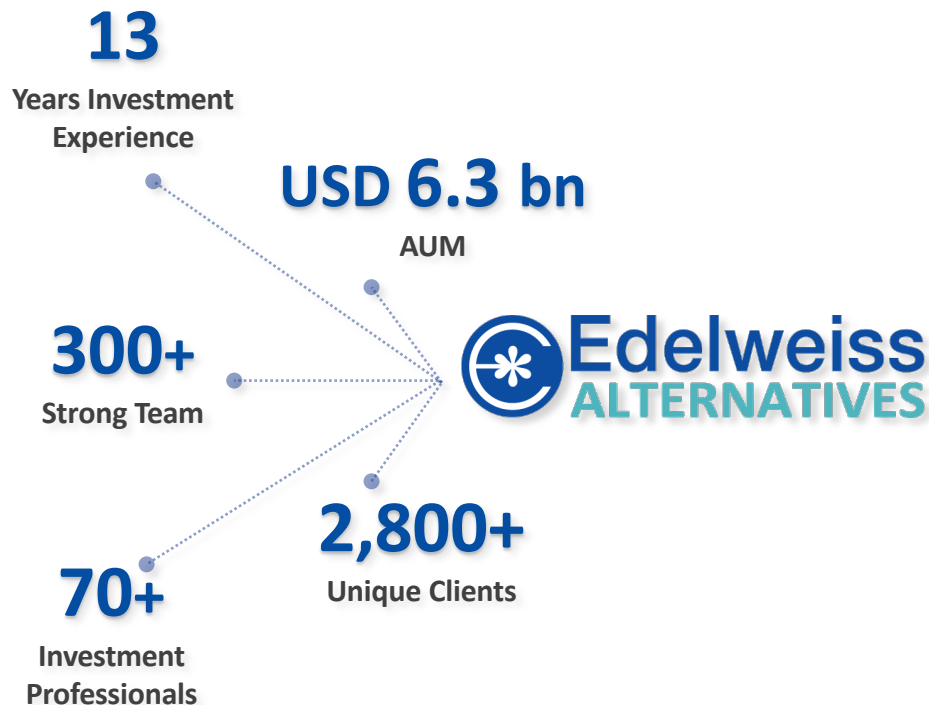 13
Years Investment
Experience
USD 6.3 bn
AUM
300+
Strong Team
Edelweiss
ALTERNATIVES
2,800+
Unique Clients
70+
Investment
Professionals